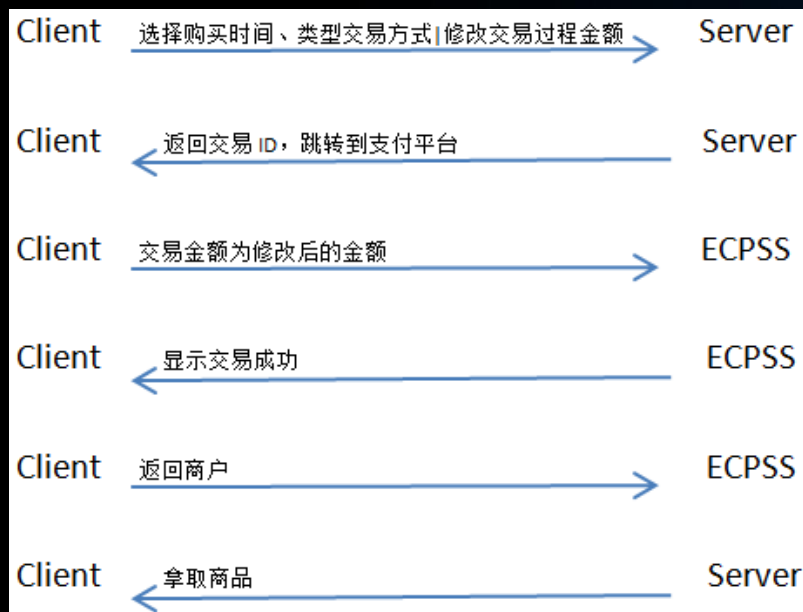 Client 选择购买时间、类型交易方式|修改交易过程金额 Server
Client 返回交易 ID，跳转到支付平台 Server
Client 交易金额为修改后的金额 ECPSS
Client 显示交易成功 ECPSS
Client 返回商户 ECPSS
Client 拿取商品 Server